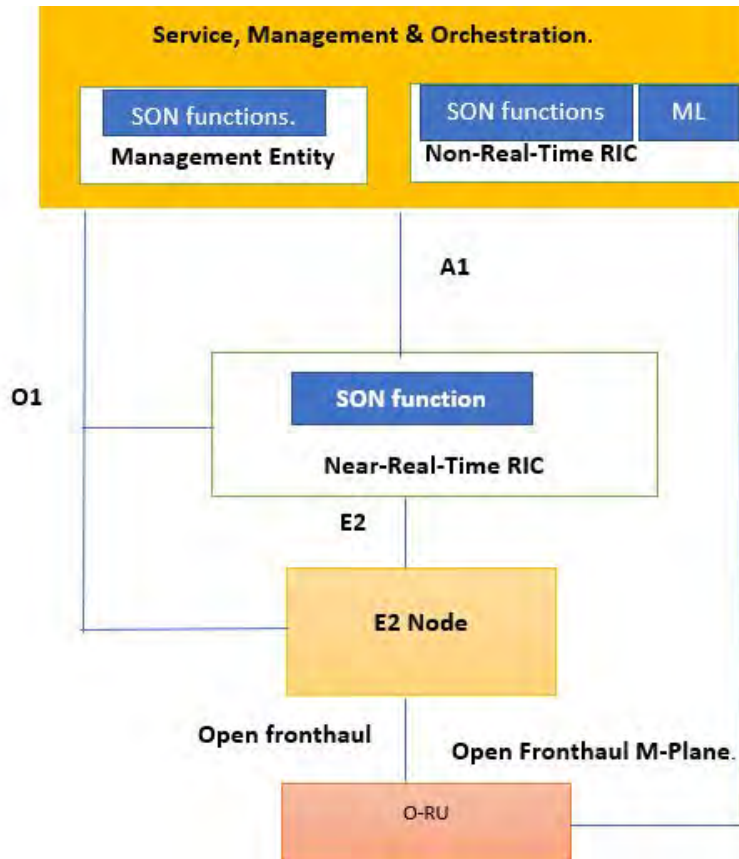 Service, Management & Orchestration.
SON functions.
Management Entity
SON functions
ML
Non-Real-Time RIC
A1
O1
SON function
Near-Real-Time RIC
E2
E2 Node
Open fronthaul
Open Fronthaul M-Plane.
O-RU